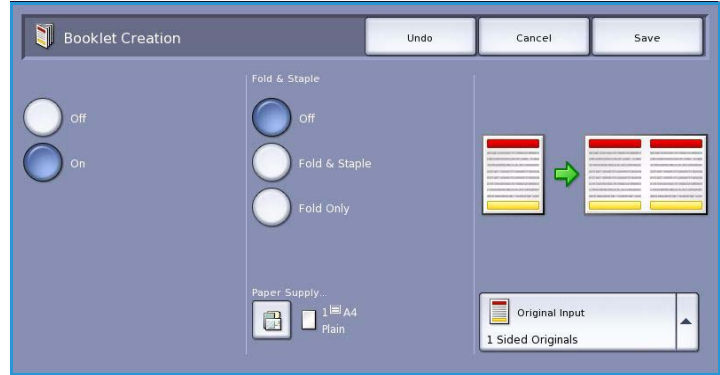 Booklet Creation
Undo
Cancel
Save
Off
On
Fold & Staple
Off
Fold & Staple
Fold Only
Paper Supply...
1 A4
Plain
Original Input
1 Sided Originals